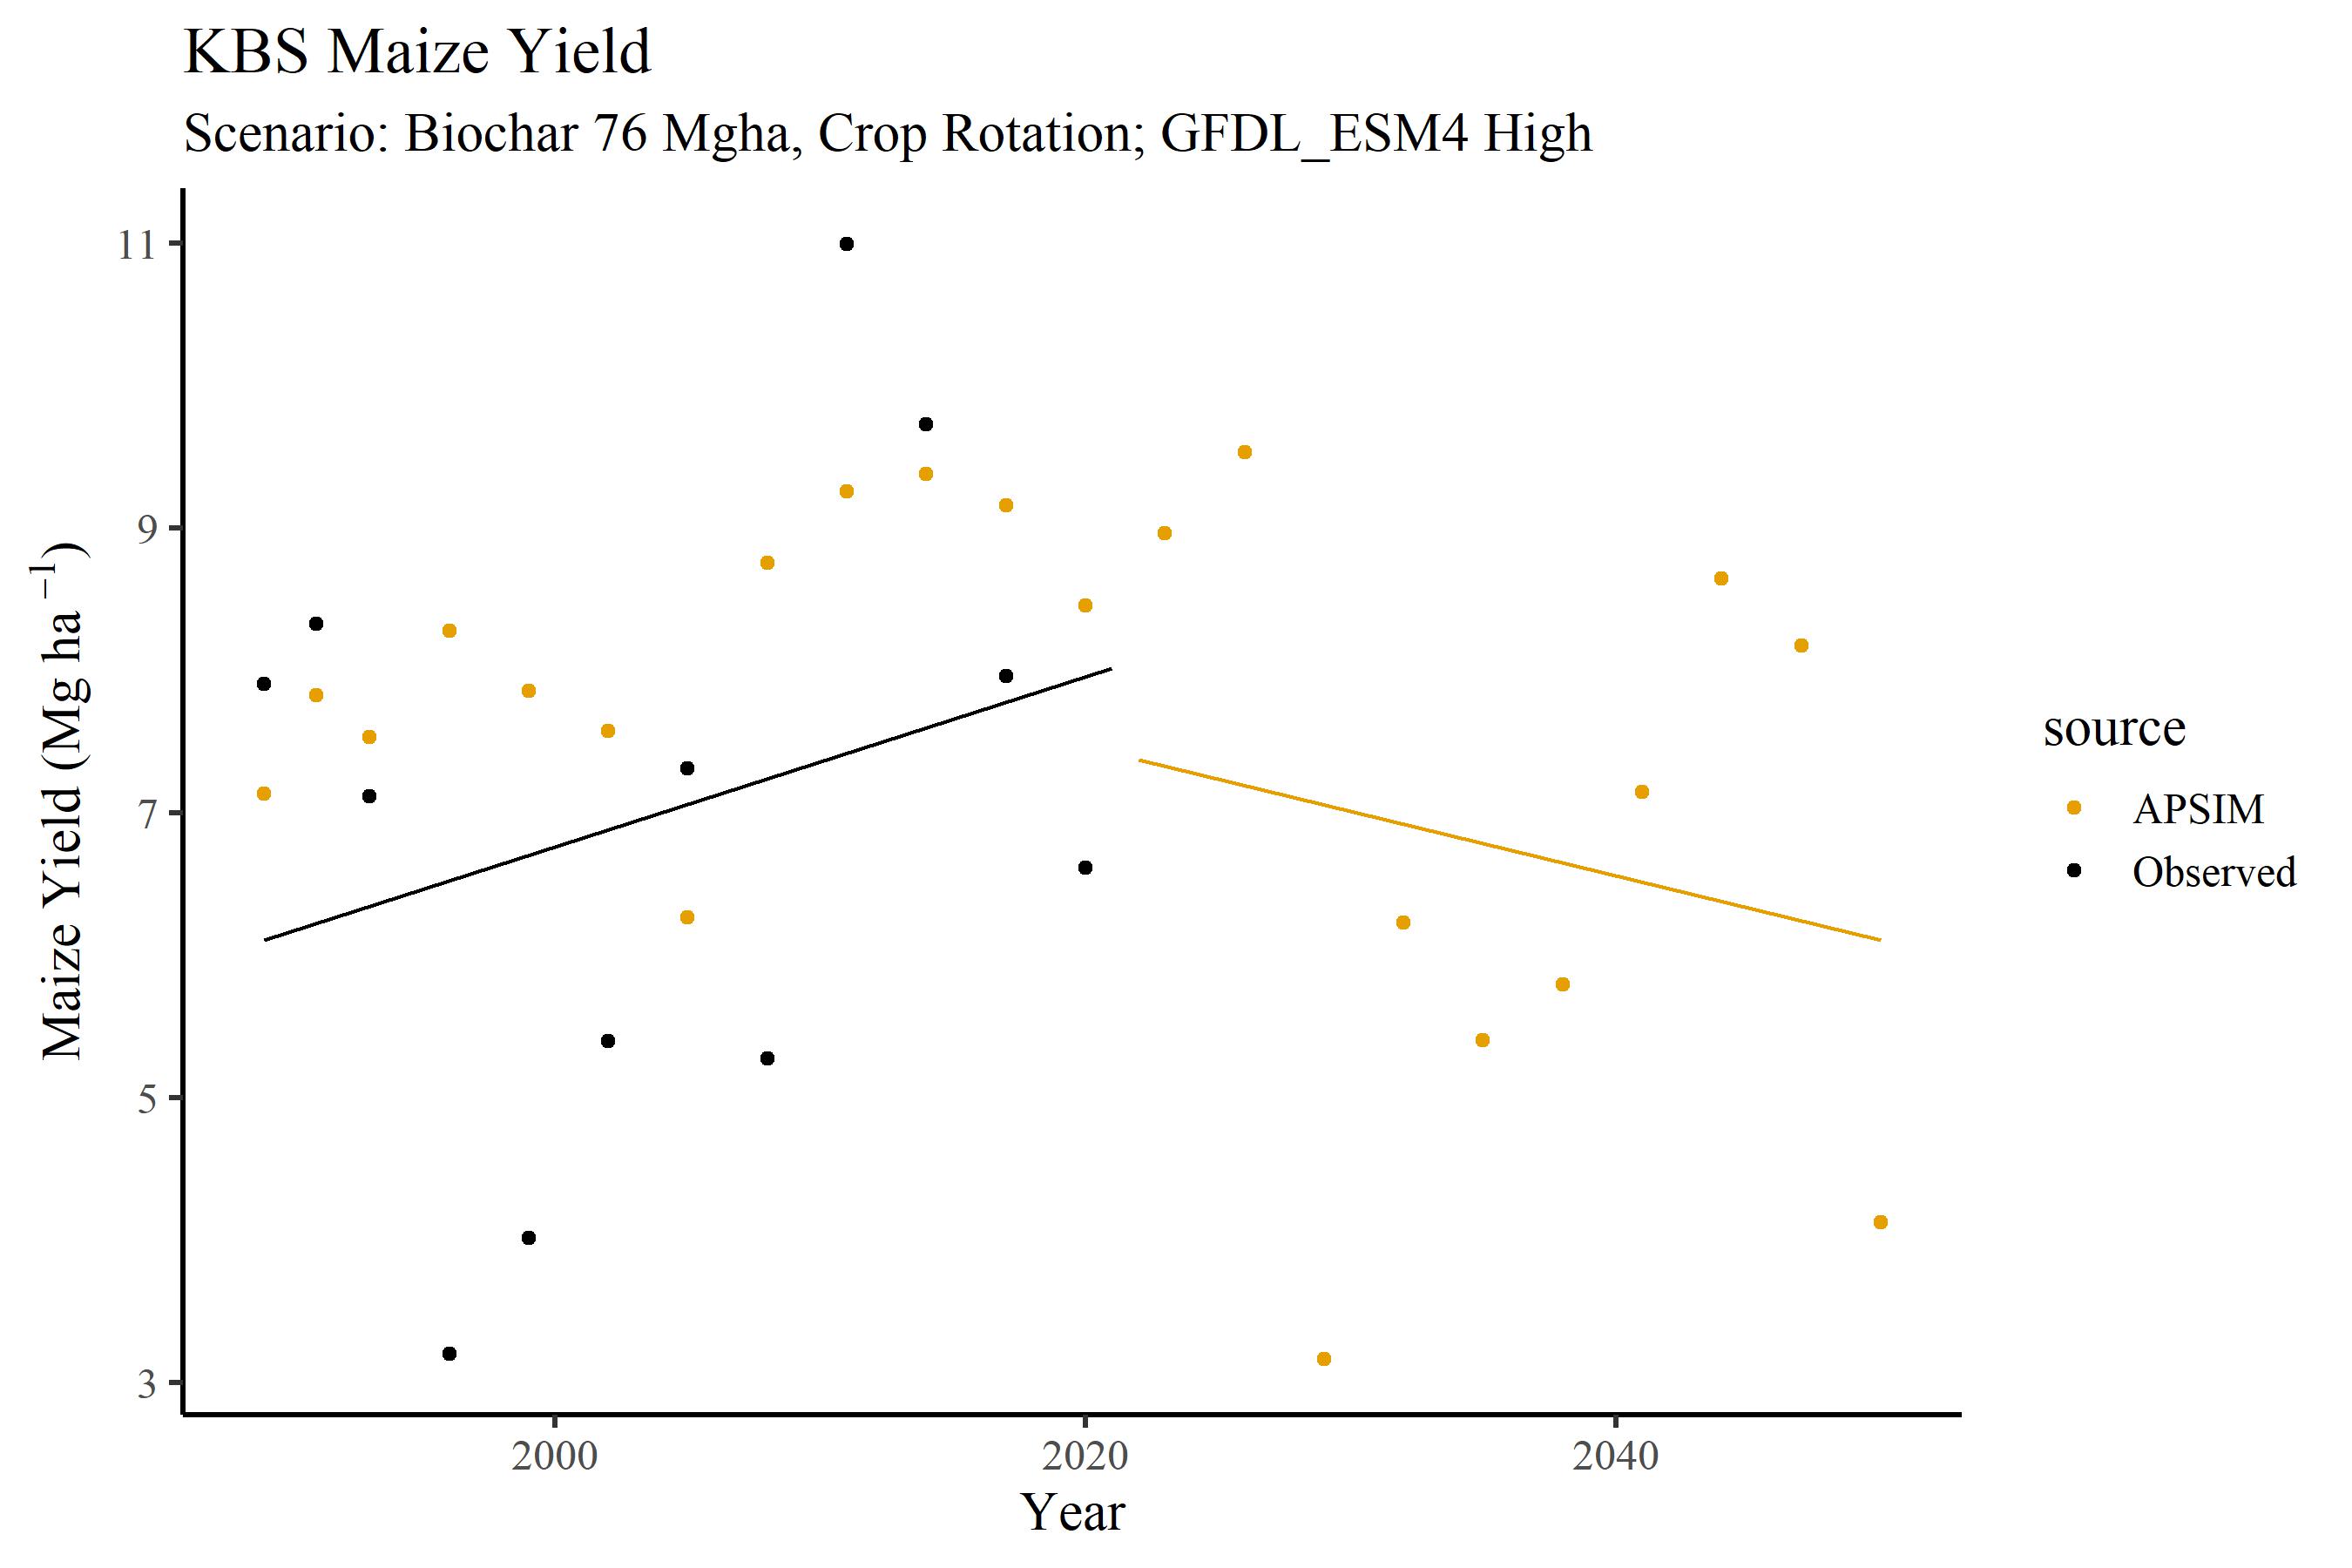 KBS Maize Yield
Scenario: Biochar 76 Mgha, Crop Rotation; GFDL_ESM4 High
Maize Yield (Mg ha⁻¹)
11
9
7
5
3
2000
2020
2040
Year
source
APSIM
Observed